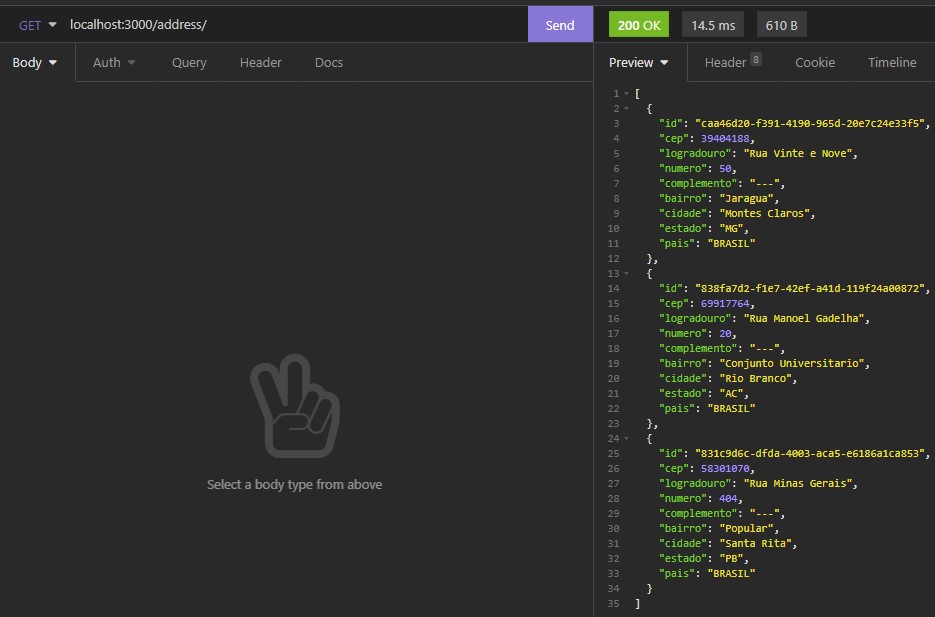 GET localhost:3000/address/ Send 200 OK 14.5 ms 610 B
Body Auth Query Header Docs Preview Header 8 Cookie Timeline
1 [
2 {
3 "id": "caa46d20-f391-4190-965d-20e7c24e33f5",
4 "cep": 39404188,
5 "logradouro": "Rua Vinte e Nove",
6 "numero": 50,
7 "complemento": "---",
8 "bairro": "Jaragua",
9 "cidade": "Montes Claros",
10 "estado": "MG",
11 "pais": "BRASIL"
12 },
13 {
14 "id": "838fa7d2-f1e7-42ef-a41d-119f24a00872",
15 "cep": 69917764,
16 "logradouro": "Rua Manoel Gadelha",
17 "numero": 20,
18 "complemento": "---",
19 "bairro": "Conjunto Universitario",
20 "cidade": "Rio Branco",
21 "estado": "AC",
22 "pais": "BRASIL"
23 },
24 {
25 "id": "831c9d6c-dfda-4003-aca5-e6186a1ca853",
26 "cep": 58301070,
27 "logradouro": "Rua Minas Gerais",
28 "numero": 404,
29 "complemento": "---",
30 "bairro": "Popular",
31 "cidade": "Santa Rita",
32 "estado": "PB",
33 "pais": "BRASIL"
34 }
35 ]
Select a body type from above